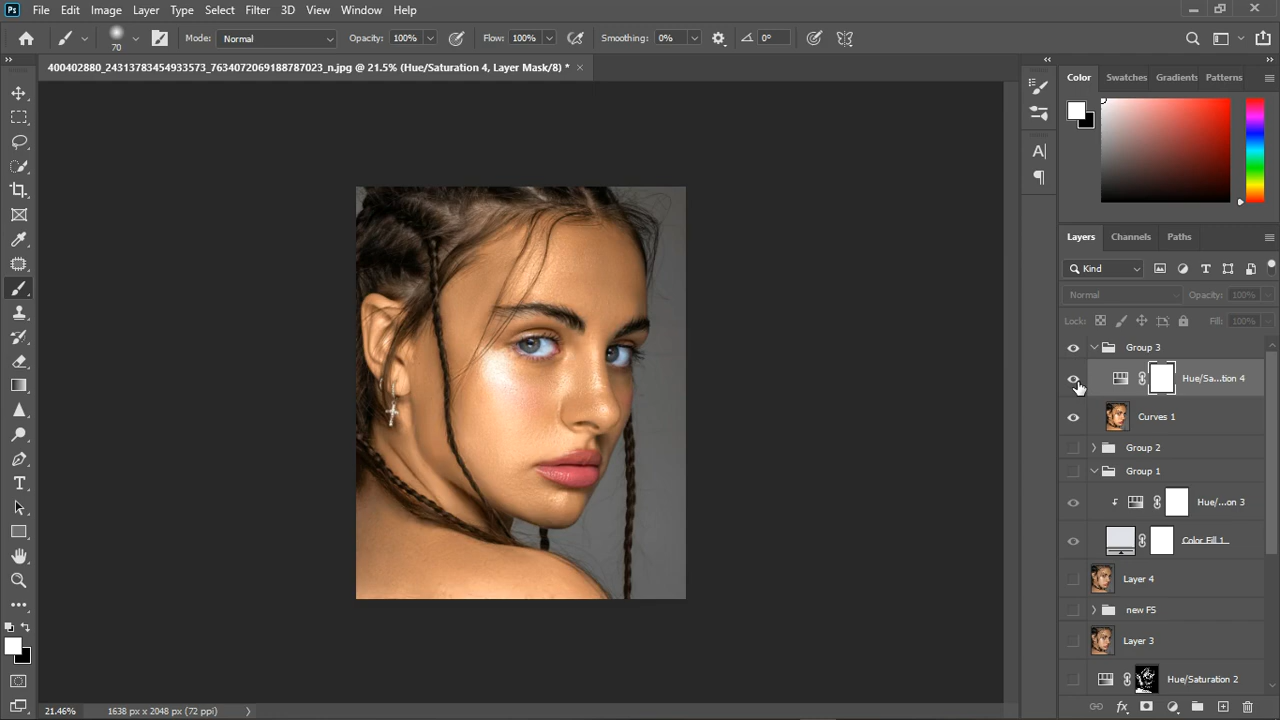 Ps File Edit Image Layer Type Select Filter 3D View Window Help
70 Mode: Normal Opacity: 100% Flow: 100% Smoothing: 0% 0°
400402880_24313783454933573_7634072069188787023_n.jpg @ 21.5% (Hue/Saturation 4, Layer Mask/8) *
Color Swatches Gradients Patterns
Layers Channels Paths
Kind
Normal Opacity: 100%
Lock: Fill: 100%
Group 3
Hue/Sa...tion 4
Curves 1
Group 2
Group 1
Hue/...on 3
Color Fill 1
Layer 4
new FS
Layer 3
Hue/Saturation 2
21.46% 1638 px x 2048 px (72 ppi)